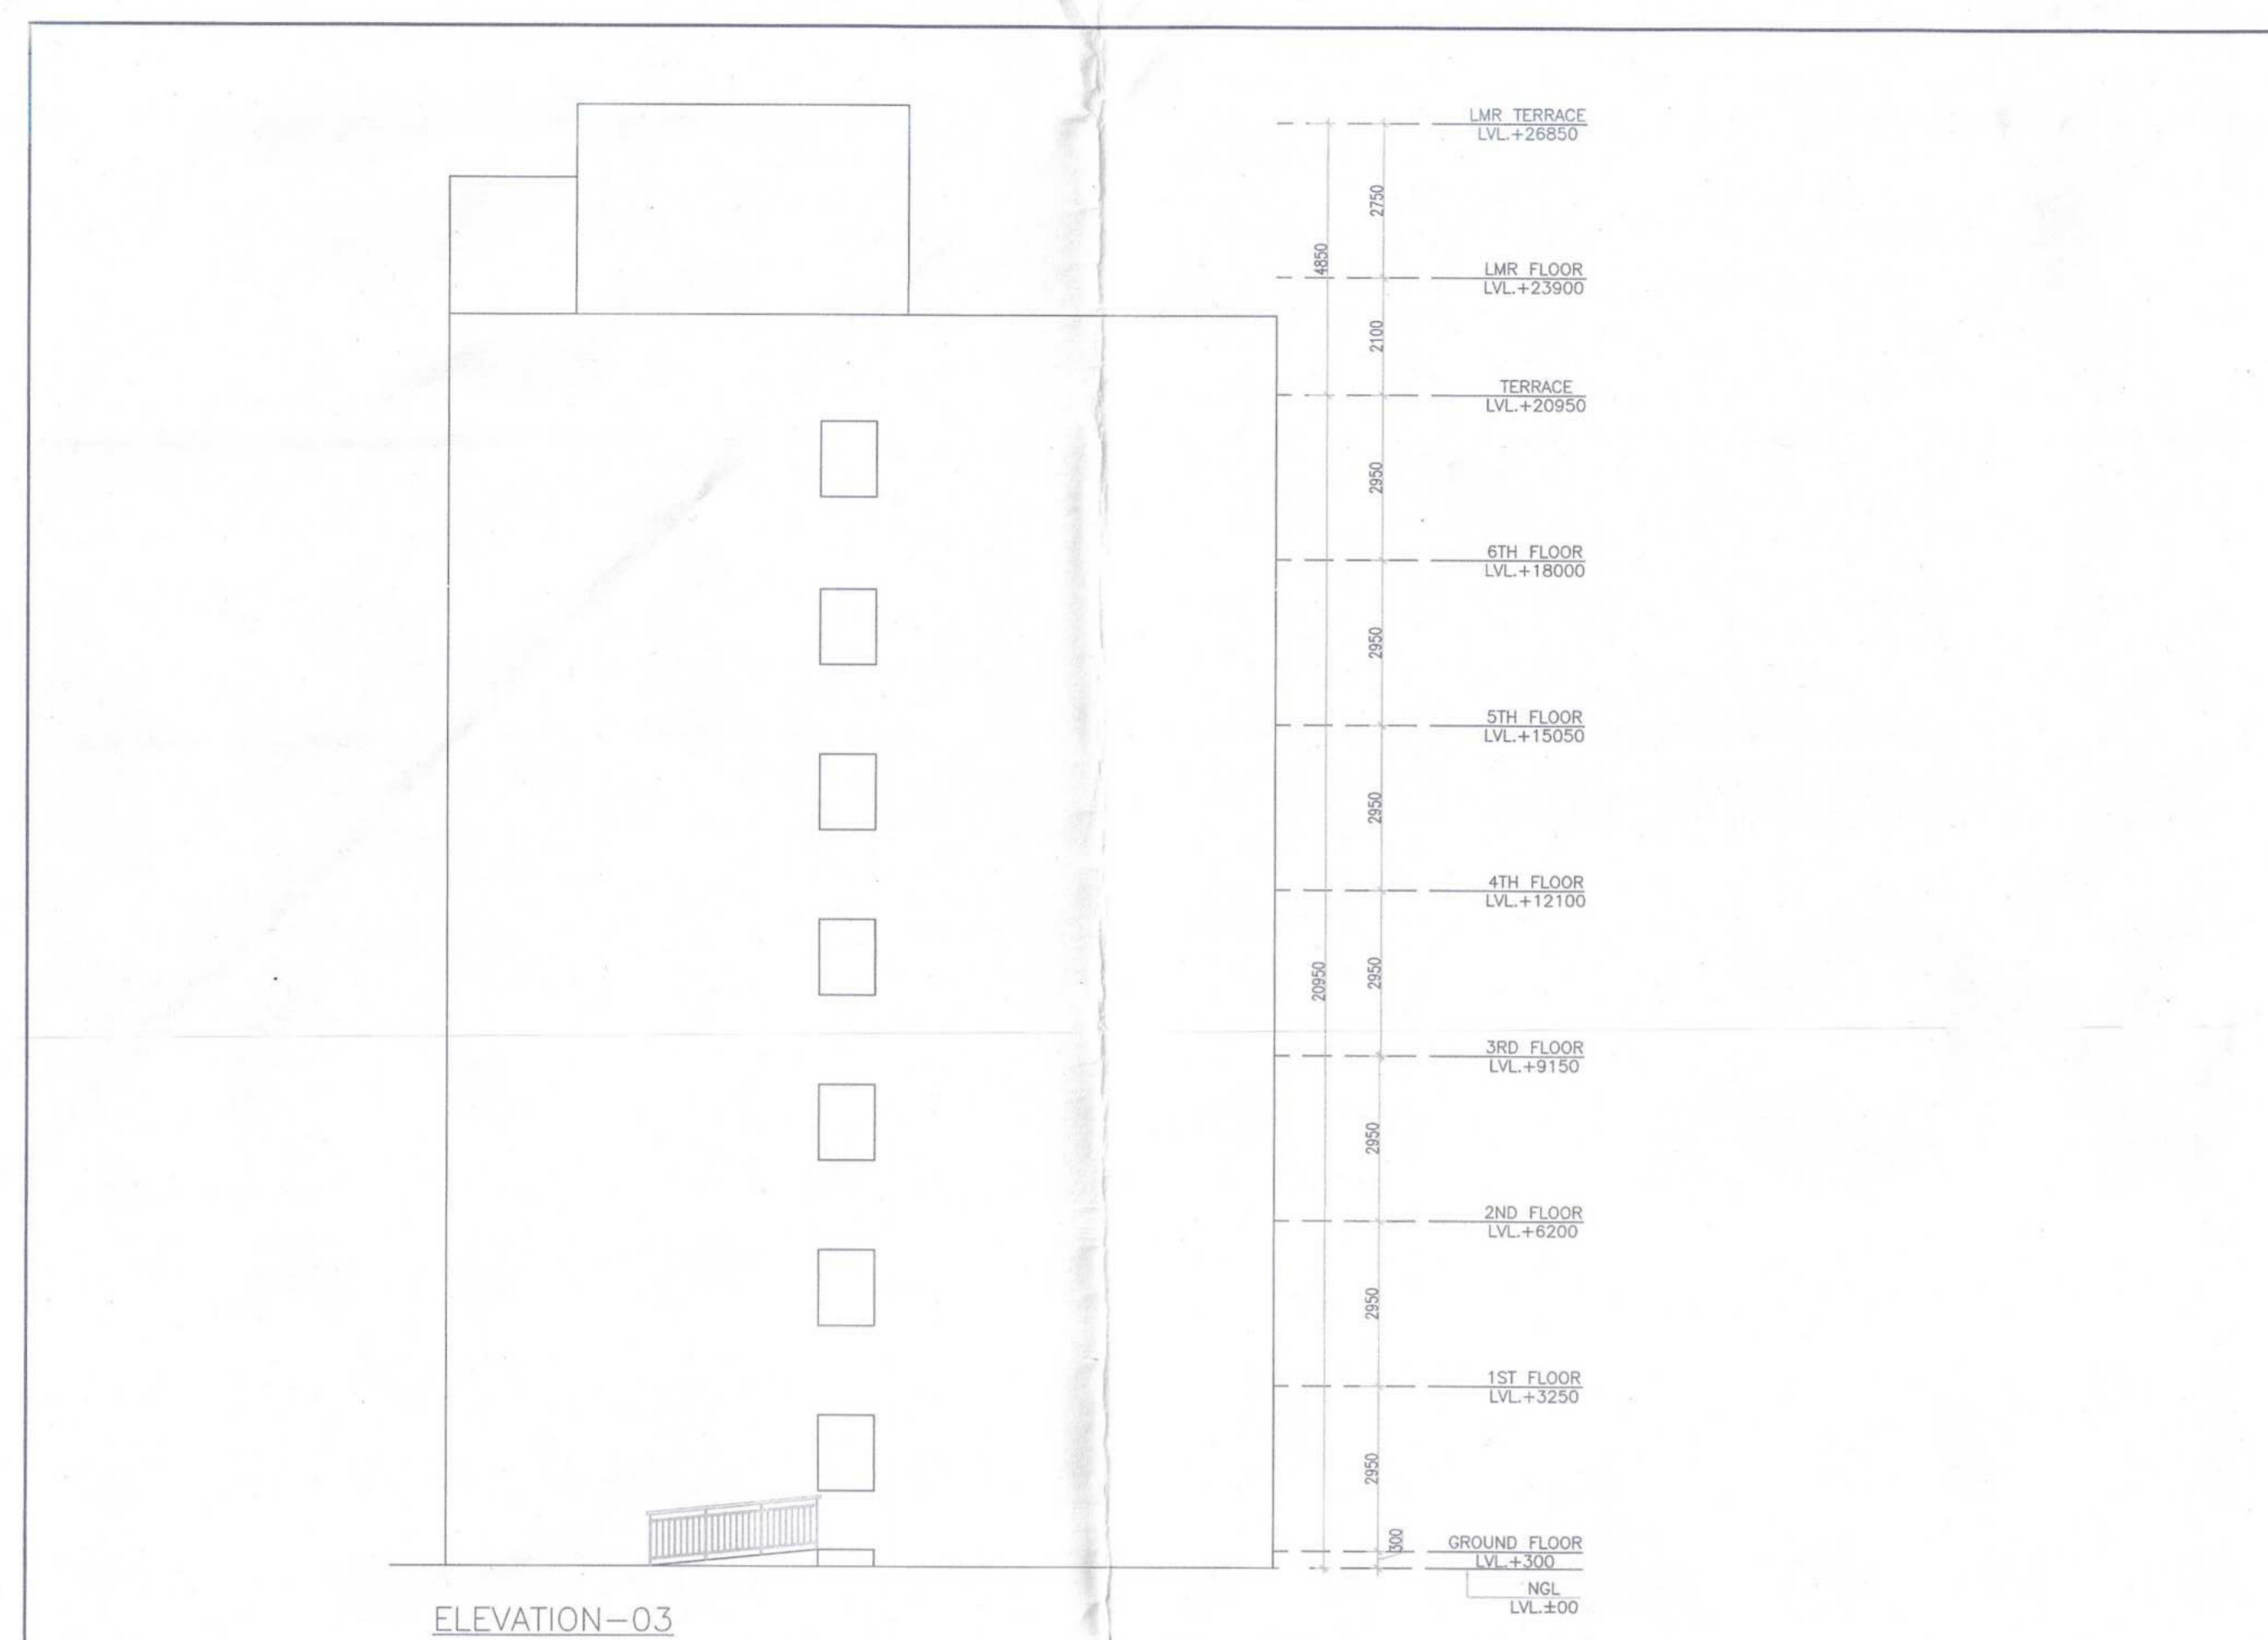 LMR TERRACE
LVL.+26850
2750
4850
LMR FLOOR
LVL.+23900
2100
TERRACE
LVL.+20950
2950
6TH FLOOR
LVL.+18000
2950
5TH FLOOR
LVL.+15050
2950
4TH FLOOR
LVL.+12100
20950
2950
3RD FLOOR
LVL.+9150
2950
2ND FLOOR
LVL.+6200
2950
1ST FLOOR
LVL.+3250
2950
300
GROUND FLOOR
LVL.+300
NGL
LVL.±00
ELEVATION-03